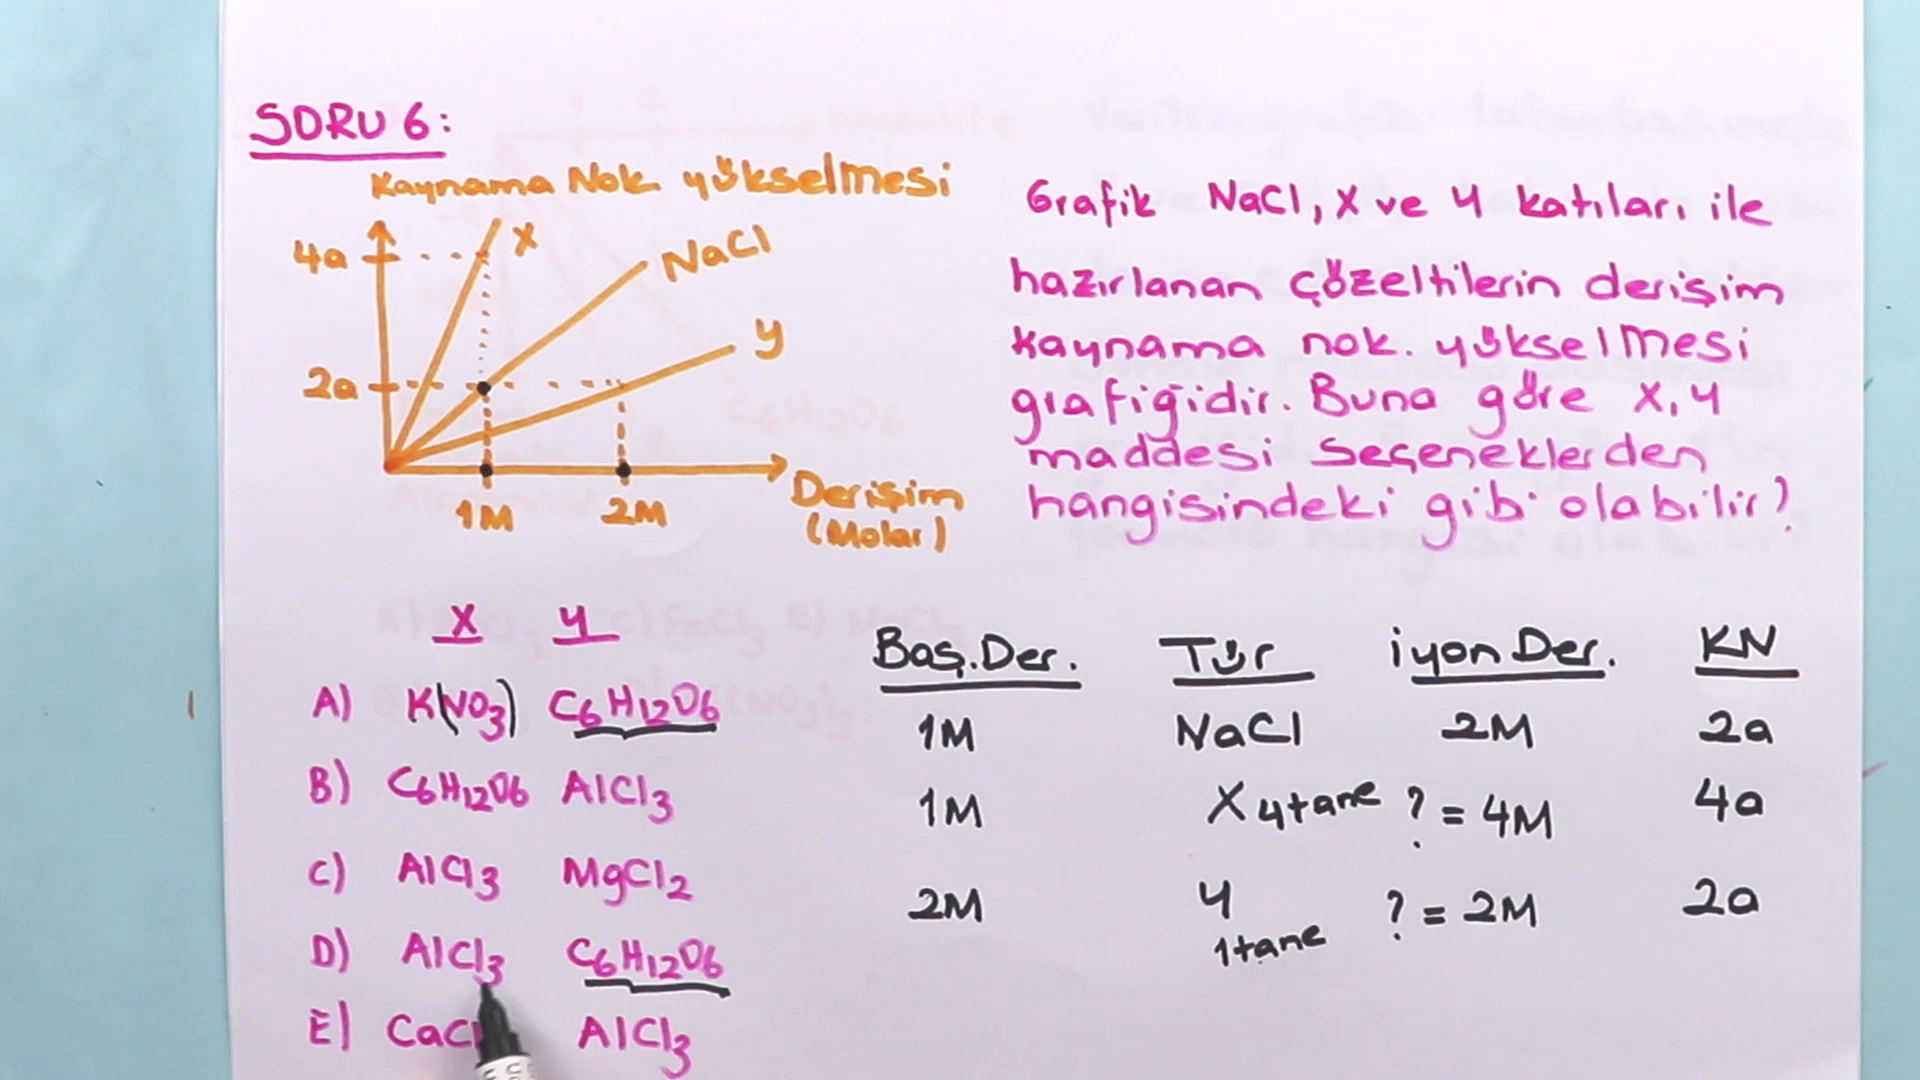 SORU 6:
Kaynama Nok. yükselmesi
4a
X
NaCl
y
2a
1M 2M
Derişim
(Molar)
Grafik NaCl, X ve Y katıları ile
hazırlanan çözeltilerin derişim
kaynama nok. yükselmesi
grafiğidir. Buna göre X, Y
maddesi seçeneklerden
hangisindeki gibi olabilir?
X Y
A) K(NO3) C6H12O6
B) C6H12O6 AlCl3
C) AlCl3 MgCl2
D) AlCl3 C6H12O6
E) AlCl3
Baş.Der. Tür iyon Der. KN
1M NaCl 2M 2a
1M X 4tane ? = 4M 4a
2M Y 1tane ? = 2M 2a